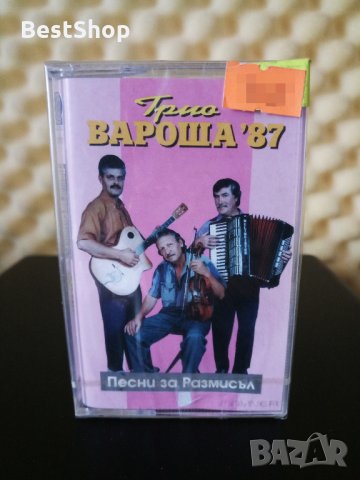 BestShop
Трио
ВАРОША '87
Песни за Размисъл
BAZAR